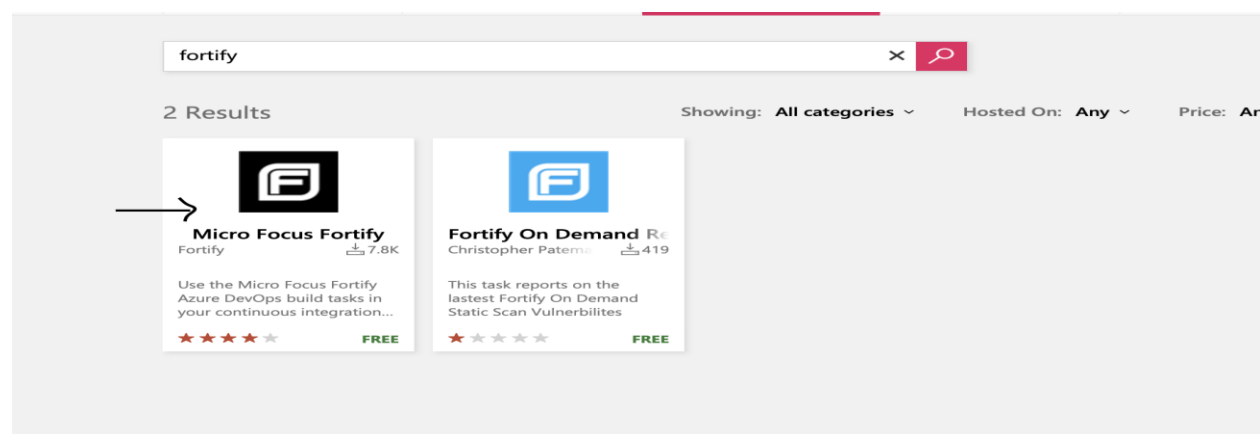 fortify
2 Results
Showing: All categories
Hosted On: Any
Price:
Micro Focus Fortify
Fortify 7.8K
Use the Micro Focus Fortify
Azure DevOps build tasks in
your continuous integration...
FREE
Fortify On Demand
Christopher 419
This task reports on the
lastest Fortify On Demand
Static Scan Vulnerbilites
FREE